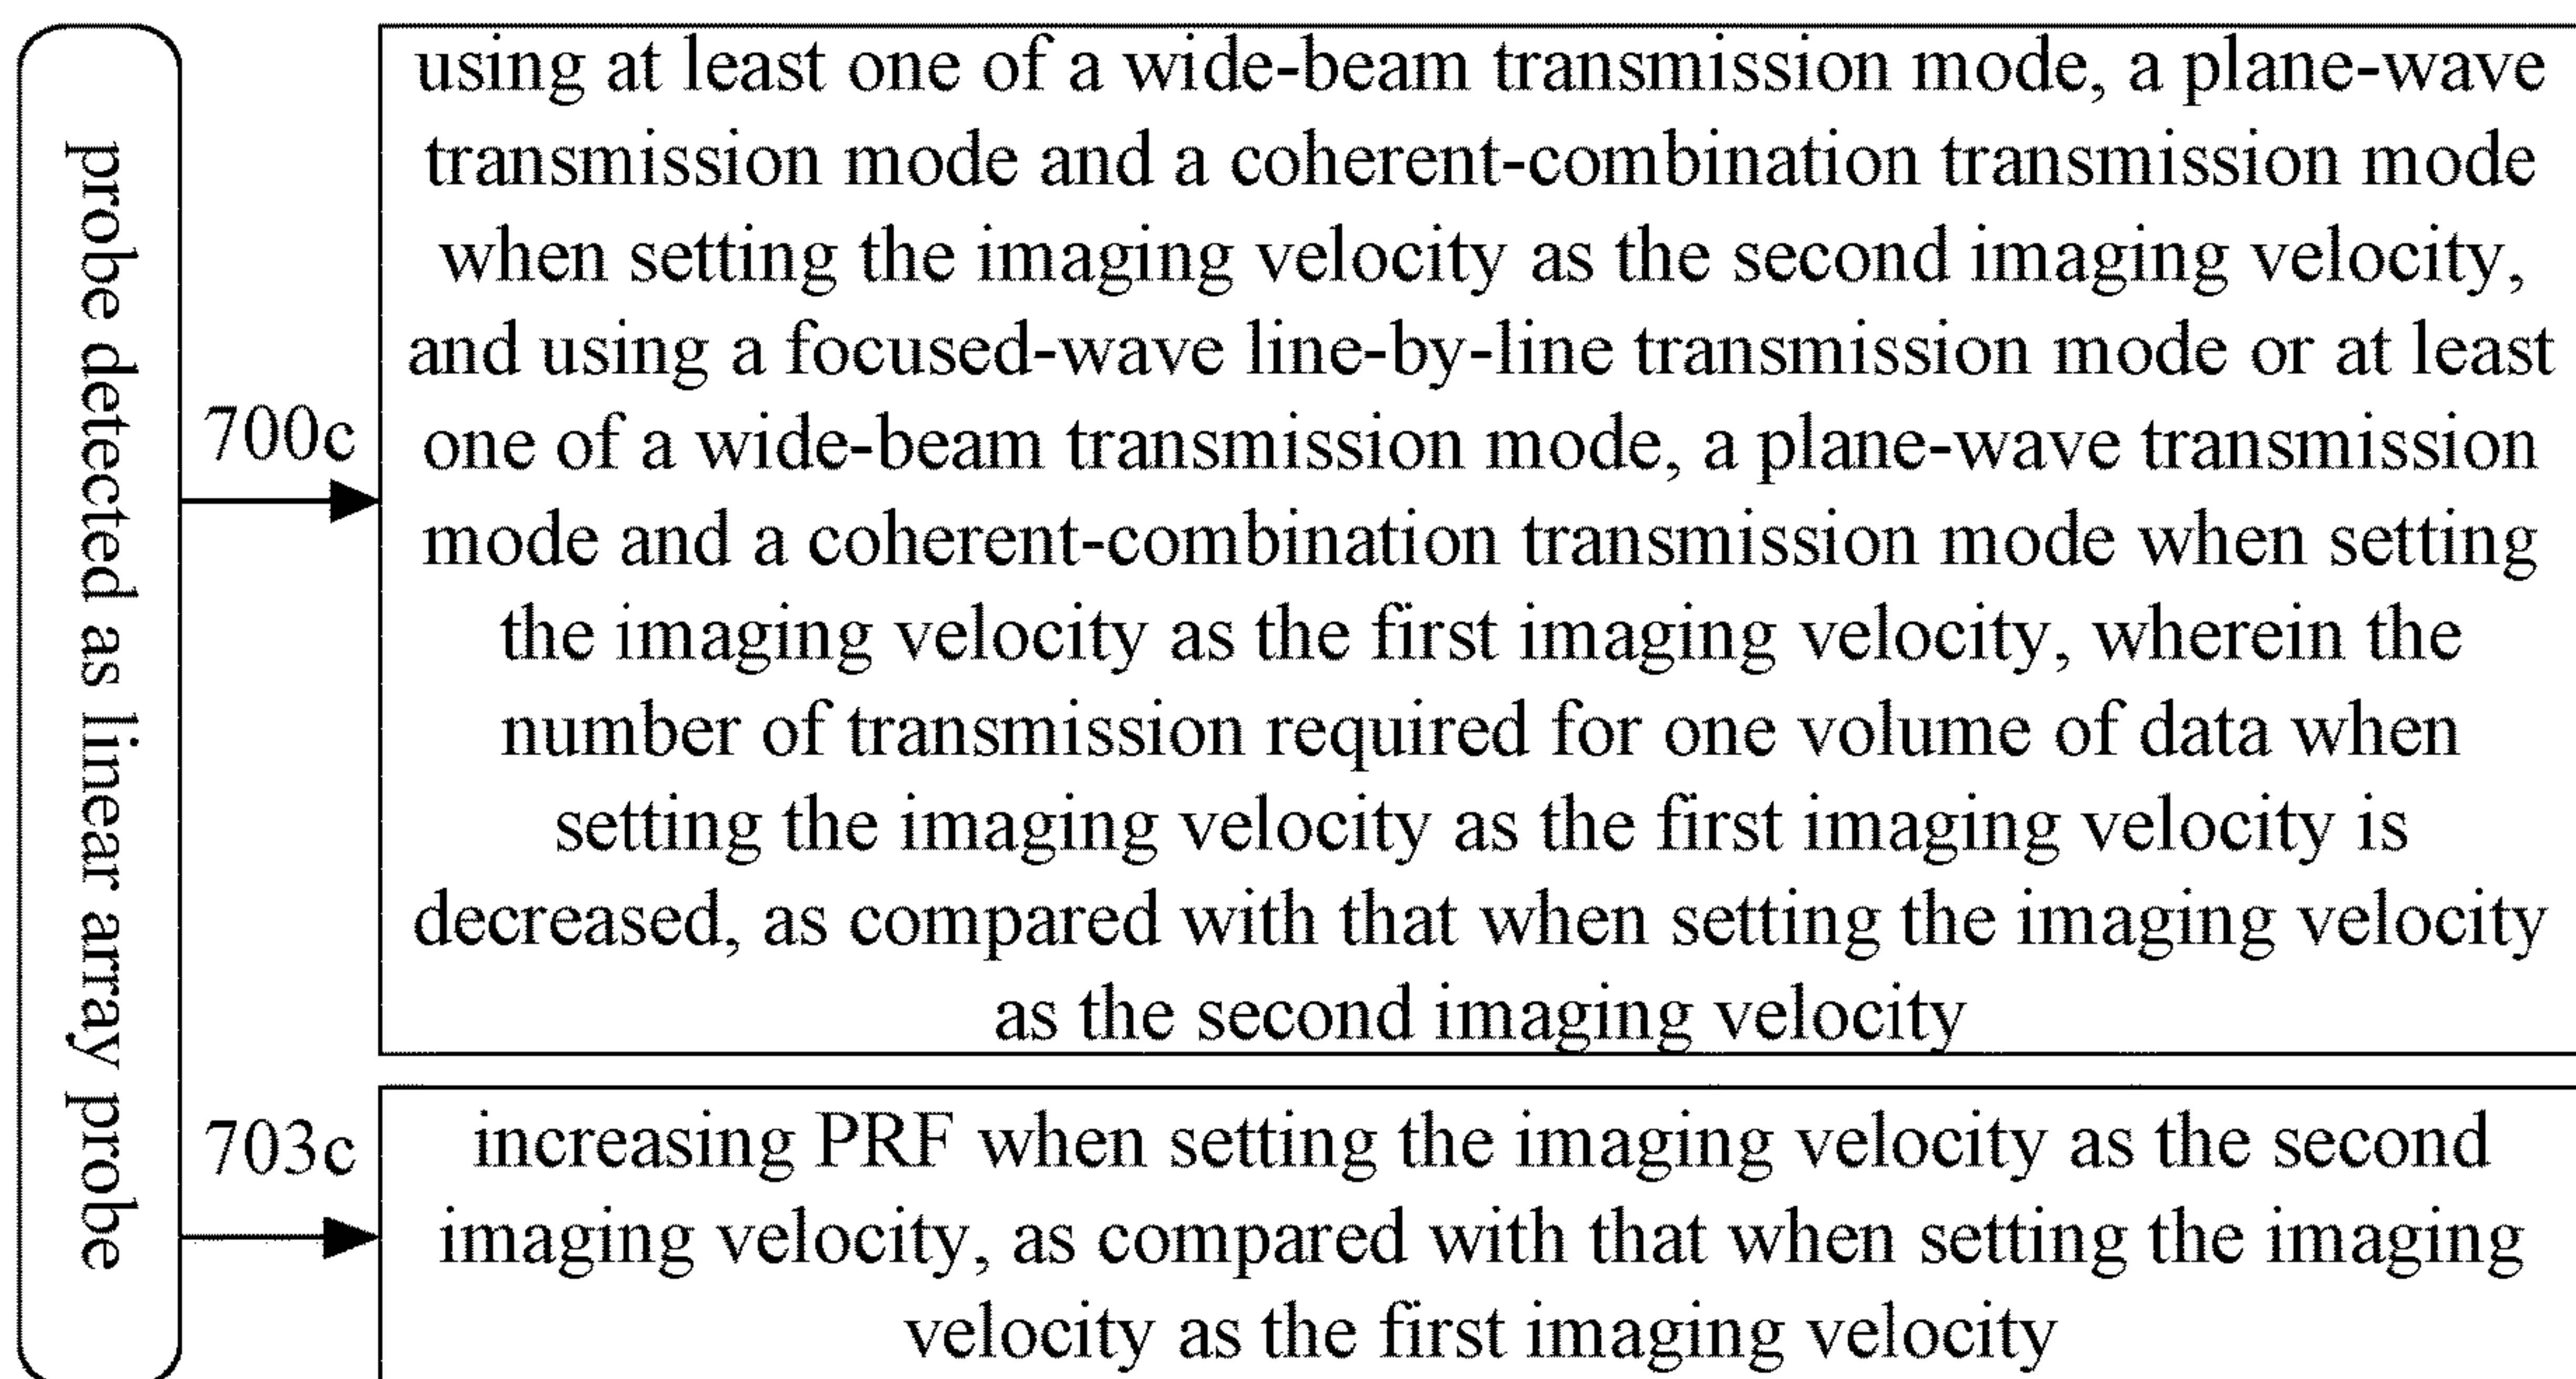 probe detected as linear array probe
700c
using at least one of a wide-beam transmission mode, a plane-wave
transmission mode and a coherent-combination transmission mode
when setting the imaging velocity as the second imaging velocity,
and using a focused-wave line-by-line transmission mode or at least
one of a wide-beam transmission mode, a plane-wave transmission
mode and a coherent-combination transmission mode when setting
the imaging velocity as the first imaging velocity, wherein the
number of transmission required for one volume of data when
setting the imaging velocity as the first imaging velocity is
decreased, as compared with that when setting the imaging velocity
as the second imaging velocity
703c
increasing PRF when setting the imaging velocity as the second
imaging velocity, as compared with that when setting the imaging
velocity as the first imaging velocity